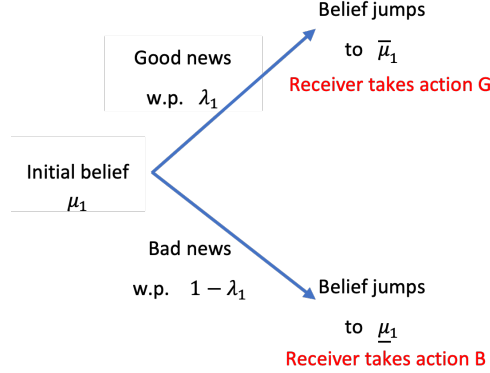 Belief jumps
to μ̅₁
Receiver takes action G
Good news
w.p. λ₁
Initial belief
μ₁
Bad news
w.p. 1 − λ₁
Belief jumps
to μ̲₁
Receiver takes action B